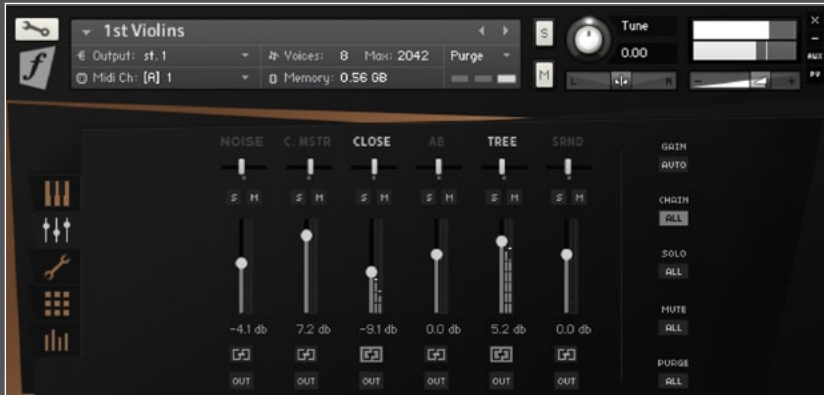 1st Violins
Output: st. 1
Voices: 8 Max: 2042 Purge
Midi Ch: [A] 1
Memory: 0.56 GB
S
M
Tune
0.00
L R
- +
×
-
AUX
PV
f
NOISE C. MSTR CLOSE AB TREE SRND
S M S M S M S M S M S M
-4.1 db 7.2 db -9.1 db 0.0 db 5.2 db 0.0 db
OUT OUT OUT OUT OUT OUT
GAIN
AUTO
CHAIN
ALL
SOLO
ALL
MUTE
ALL
PURGE
ALL